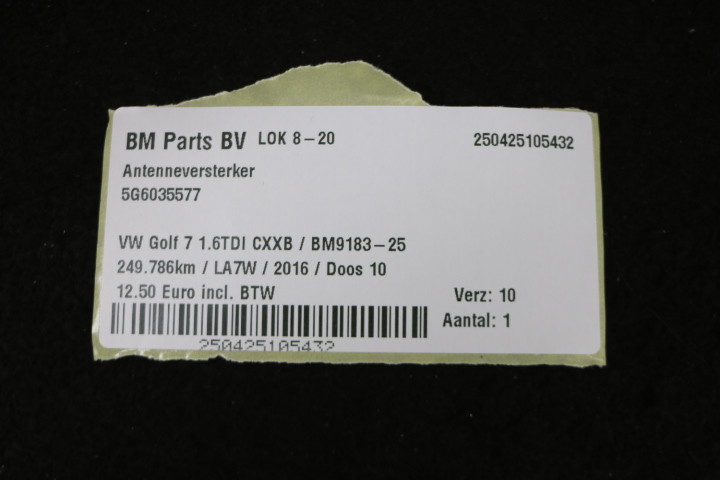 BM Parts BV LOK 8-20 250425105432
Antenneversterker
5G6035577
VW Golf 7 1.6TDI CXXB / BM9183-25
249.786km / LA7W / 2016 / Doos 10
12.50 Euro incl. BTW Verz: 10
Aantal: 1
250425105432